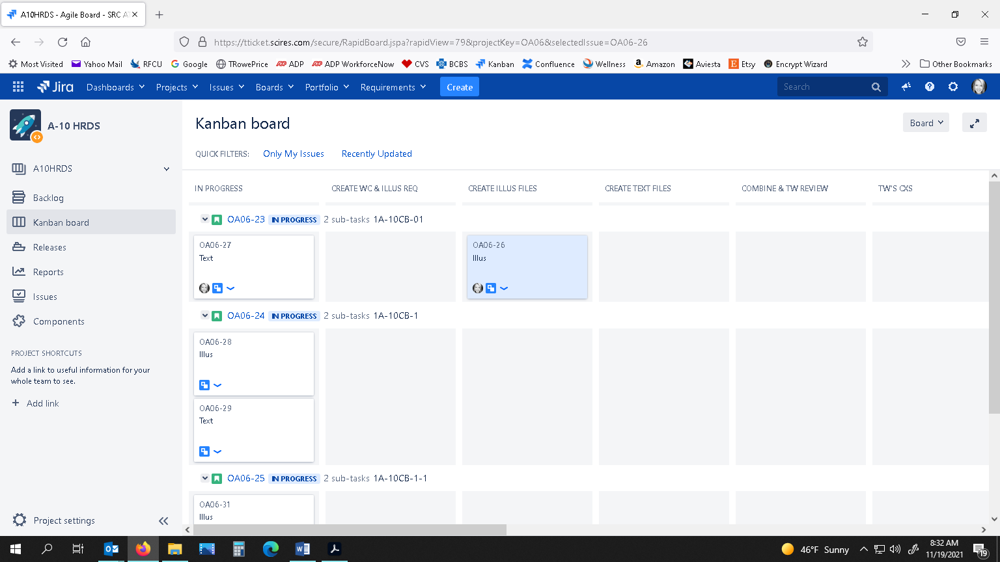 A10HRDS - Agile Board - SRC A
https://tticket.scires.com/secure/RapidBoard.jspa?rapidView=79&projectKey=OA06&selectedIssue=OA06-26
Most Visited Yahoo Mail RFCU Google TRowePrice ADP ADP WorkforceNow CVS BCBS Kanban Confluence Wellness Amazon Aviesta Etsy Encrypt Wizard Other Bookmarks
Jira Dashboards Projects Issues Boards Portfolio Requirements Create Search
A-10 HRDS
Kanban board
Board
QUICK FILTERS: Only My Issues Recently Updated
A10HRDS
Backlog
Kanban board
Releases
Reports
Issues
Components
PROJECT SHORTCUTS
Add a link to useful information for your
whole team to see.
+ Add link
Project settings
IN PROGRESS CREATE WC & ILLUS REQ CREATE ILLUS FILES CREATE TEXT FILES COMBINE & TW REVIEW TW'S CXS
OA06-23 IN PROGRESS 2 sub-tasks 1A-10CB-01
OA06-27
Text
OA06-26
Illus
OA06-24 IN PROGRESS 2 sub-tasks 1A-10CB-1
OA06-28
Illus
OA06-29
Text
OA06-25 IN PROGRESS 2 sub-tasks 1A-10CB-1-1
OA06-31
Illus
46°F Sunny
8:32 AM
11/19/2021
19